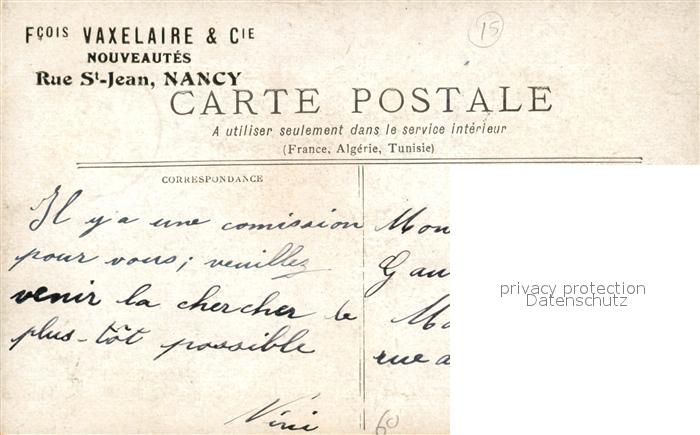 FÇOIS VAXELAIRE & CIE
NOUVEAUTÉS
Rue St-Jean, NANCY
15
CARTE POSTALE
A utiliser seulement dans le service intérieur
(France, Algérie, Tunisie)
CORRESPONDANCE
Il y a une comission
pour vous; veuillez
venir la chercher le
plus-tôt possible
Mon
Gau
Ma
rue a
60
privacy protection
Datenschutz